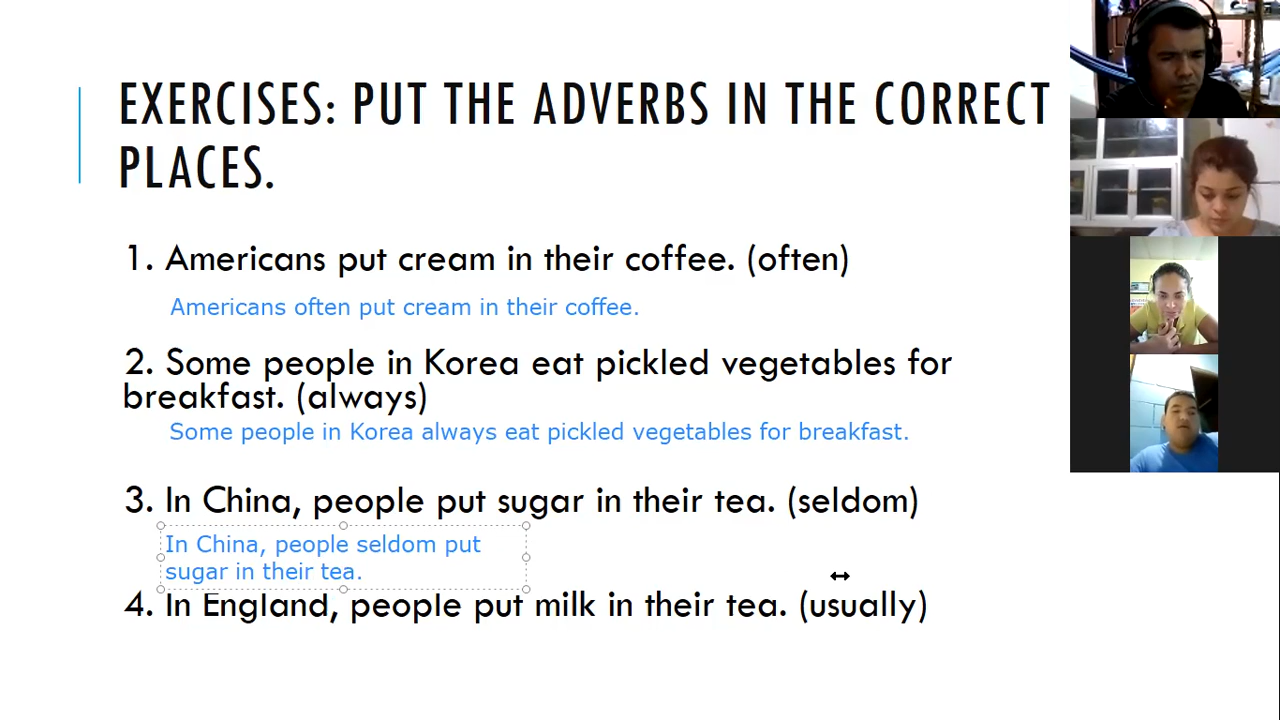 EXERCISES: PUT THE ADVERBS IN THE CORRECT
PLACES.
1. Americans put cream in their coffee. (often)
Americans often put cream in their coffee.
2. Some people in Korea eat pickled vegetables for
breakfast. (always)
Some people in Korea always eat pickled vegetables for breakfast.
3. In China, people put sugar in their tea. (seldom)
In China, people seldom put
sugar in their tea.
4. In England, people put milk in their tea. (usually)